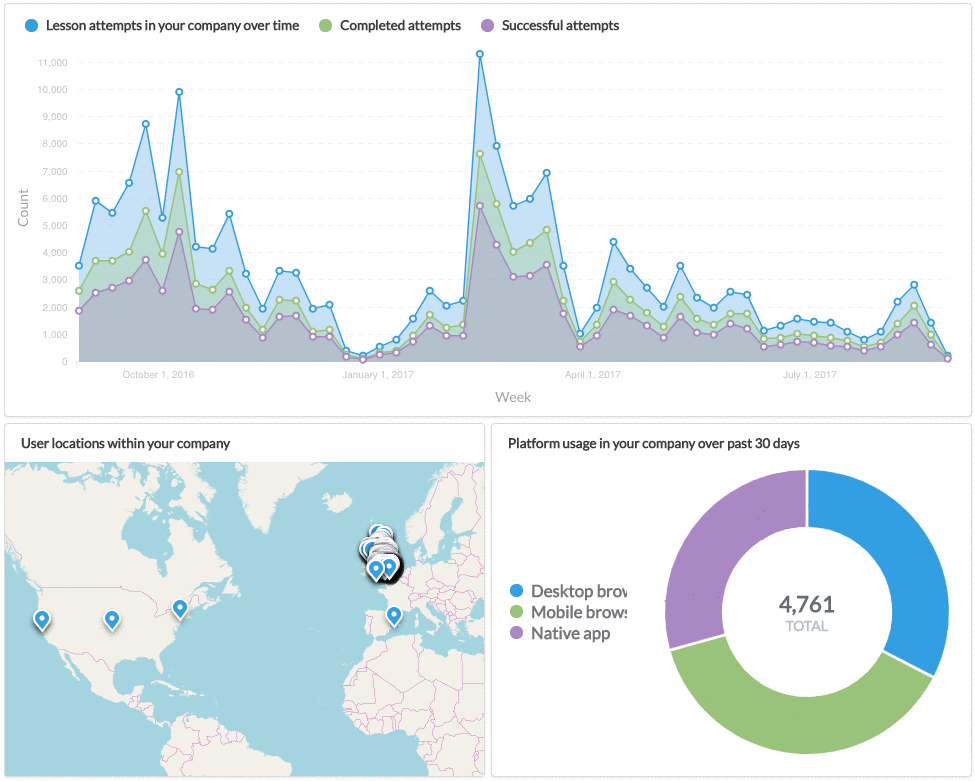 Lesson attempts in your company over time Completed attempts Successful attempts
11,000
10,000
9,000
8,000
7,000
6,000
5,000
4,000
3,000
2,000
1,000
0
Count
October 1, 2016 January 1, 2017 April 1, 2017 July 1, 2017
Week
User locations within your company
Platform usage in your company over past 30 days
Desktop brow
Mobile brows
Native app
4,761
TOTAL